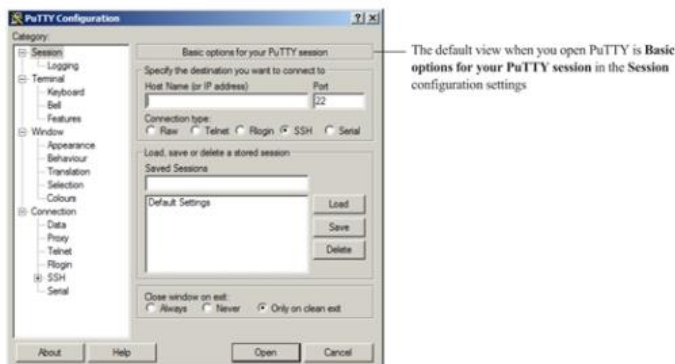 PuTTY Configuration
? X
Category:
Session
Logging
Terminal
Keyboard
Bell
Features
Window
Appearance
Behaviour
Translation
Selection
Colours
Connection
Data
Proxy
Telnet
Rlogin
SSH
Serial
Basic options for your PuTTY session
Specify the destination you want to connect to
Host Name (or IP address)
Port
22
Connection type:
Raw Telnet Rlogin SSH Serial
Load, save or delete a stored session
Saved Sessions
Default Settings
Load
Save
Delete
Close window on exit:
Always Never Only on clean exit
About
Help
Open
Cancel
The default view when you open PuTTY is Basic
options for your PuTTY session in the Session
configuration settings